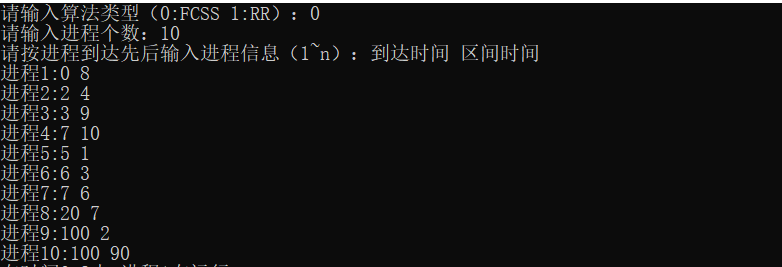 请输入算法类型（0:FCSS 1:RR）：0
请输入进程个数：10
请按进程到达先后输入进程信息（1~n）：到达时间 区间时间
进程1:0 8
进程2:2 4
进程3:3 9
进程4:7 10
进程5:5 1
进程6:6 3
进程7:7 6
进程8:20 7
进程9:100 2
进程10:100 90